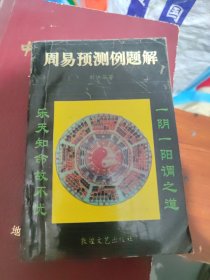 周易预测例题解
一阴一阳谓之道
乐天知命故不忧
敦煌文艺出版社
地